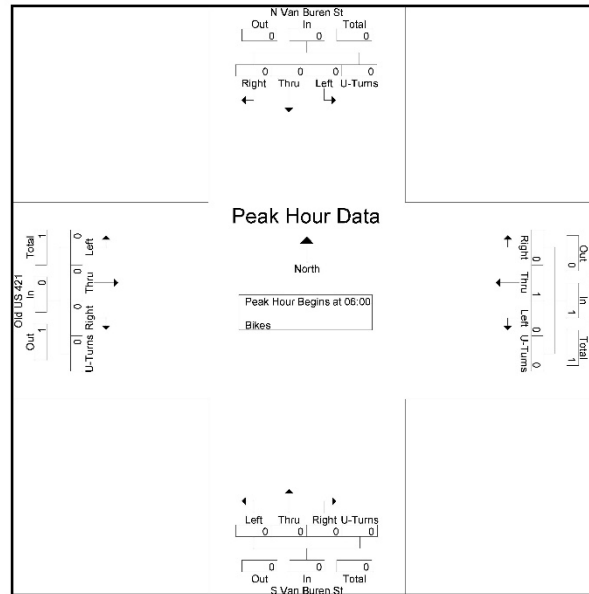 N Van Buren St
Out In Total
0 0 0
0 0 0 0
Right Thru Left U-Turns
Peak Hour Data
North
Peak Hour Begins at 06:00
Bikes
Old US 421
Out In Total
1 0 1
0 0 0 0
Left Thru Right U-Turns
Right Thru Left U-Turns
0 1 0 0
Out In Total
0 1 1
Left Thru Right U-Turns
0 0 0 0
0 0 0
Out In Total
S Van Buren St